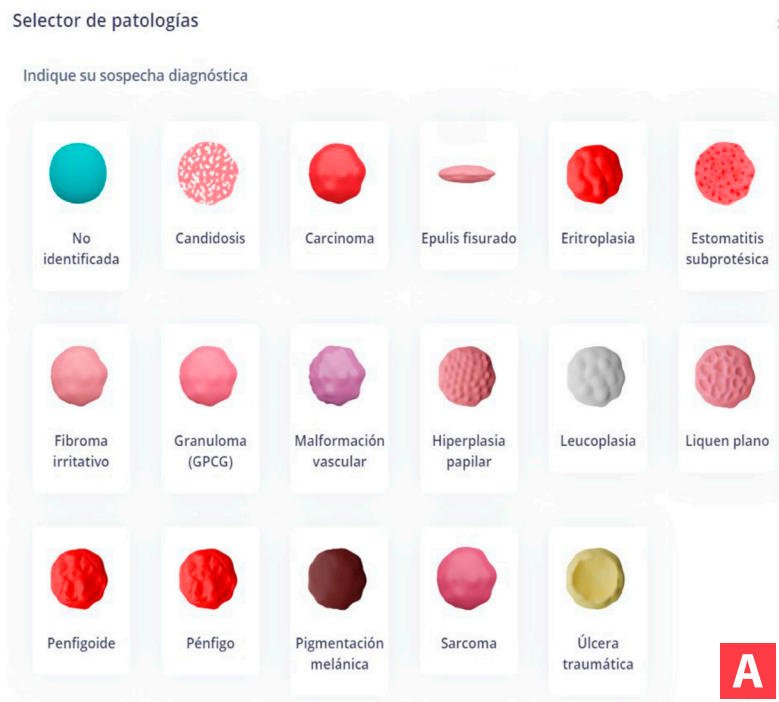 Selector de patologías
Indique su sospecha diagnóstica
No
identificada
Candidosis
Carcinoma
Epulis fisurado
Eritroplasia
Estomatitis
subprotésica
Fibroma
irritativo
Granuloma
(GPCG)
Malformación
vascular
Hiperplasia
papilar
Leucoplasia
Liquen plano
Penfigoide
Pénfigo
Pigmentación
melánica
Sarcoma
Úlcera
traumática
A